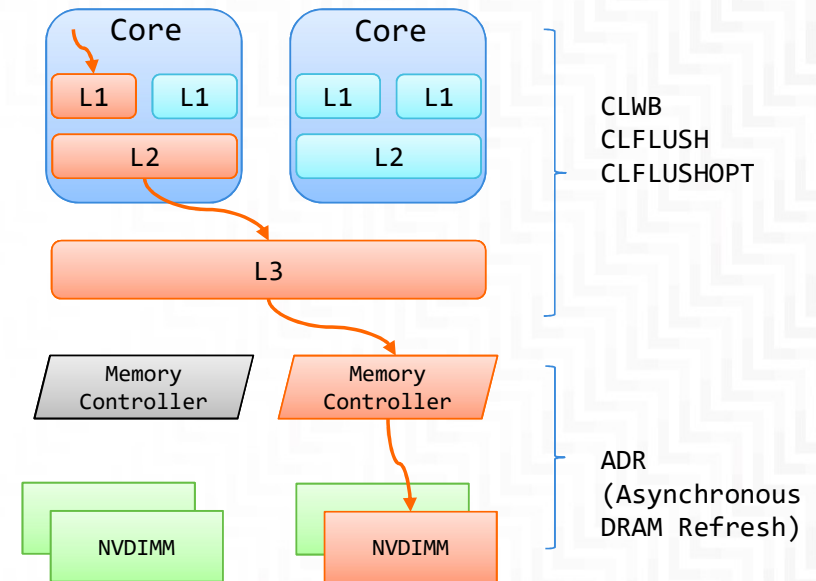 Core
Core
L1
L1
L1
L1
L2
L2
CLWB
CLFLUSH
CLFLUSHOPT
L3
Memory
Controller
Memory
Controller
ADR
(Asynchronous
DRAM Refresh)
NVDIMM
NVDIMM